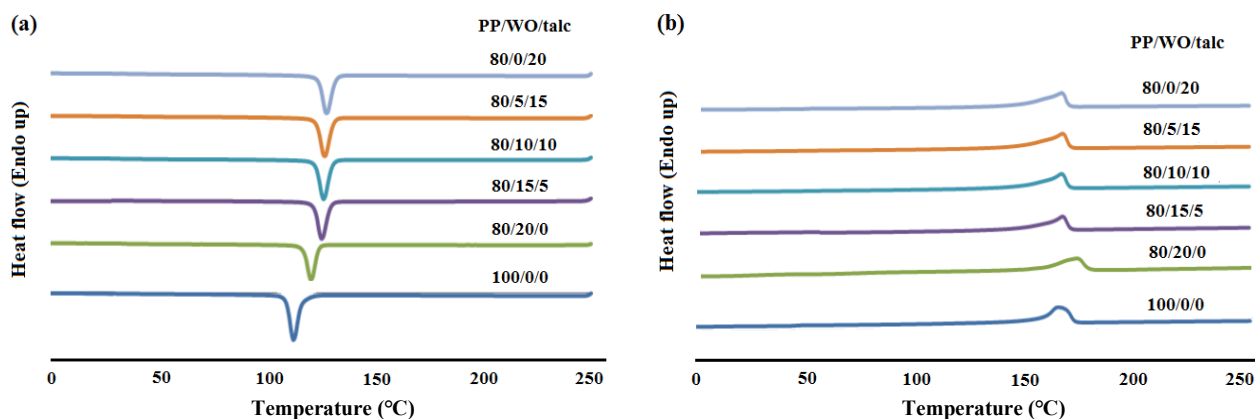 (a)
PP/WO/talc
80/0/20
80/5/15
80/10/10
80/15/5
80/20/0
100/0/0
Heat flow (Endo up)
0 50 100 150 200 250
Temperature (°C)
(b)
PP/WO/talc
80/0/20
80/5/15
80/10/10
80/15/5
80/20/0
100/0/0
Heat flow (Endo up)
0 50 100 150 200 250
Temperature (°C)